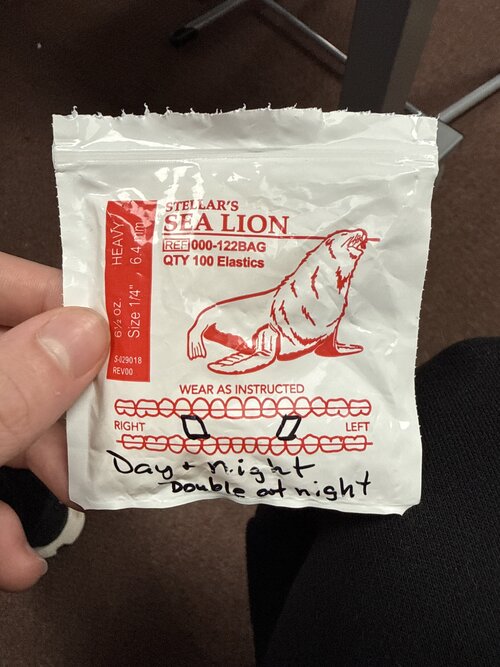 STELLAR'S
SEA LION
REF 000-122BAG
QTY 100 Elastics
6½ OZ. HEAVY
Size 1/4" 6.4 mm
S-029018
REV00
WEAR AS INSTRUCTED
RIGHT
LEFT
Day + night
Double at night